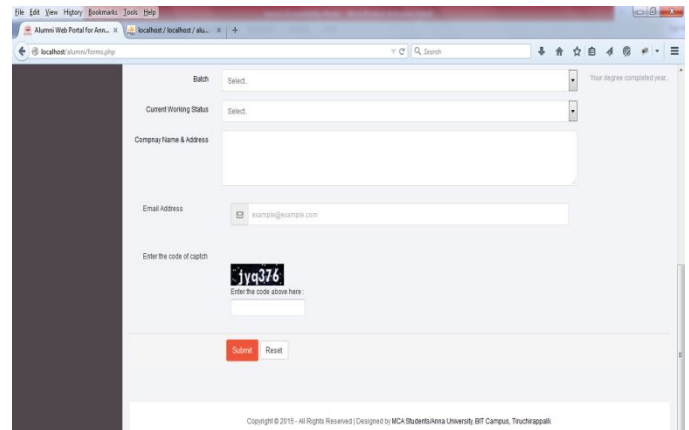 File Edit View History Bookmarks Tools Help
Alumni Web Portal for Ann... × localhost / localhost / alu... × +
localhost/alumni/forms.php Search
Batch Select.. Your degree completed year.
Current Working Status Select..
Compnay Name & Address
Email Address example@example.com
Enter the code of captch
jyq376
Enter the code above here :
Submit Reset
Copyright © 2015 - All Rights Reserved | Designed by MCA Students/Anna University, BIT Campus, Tiruchirappalli.